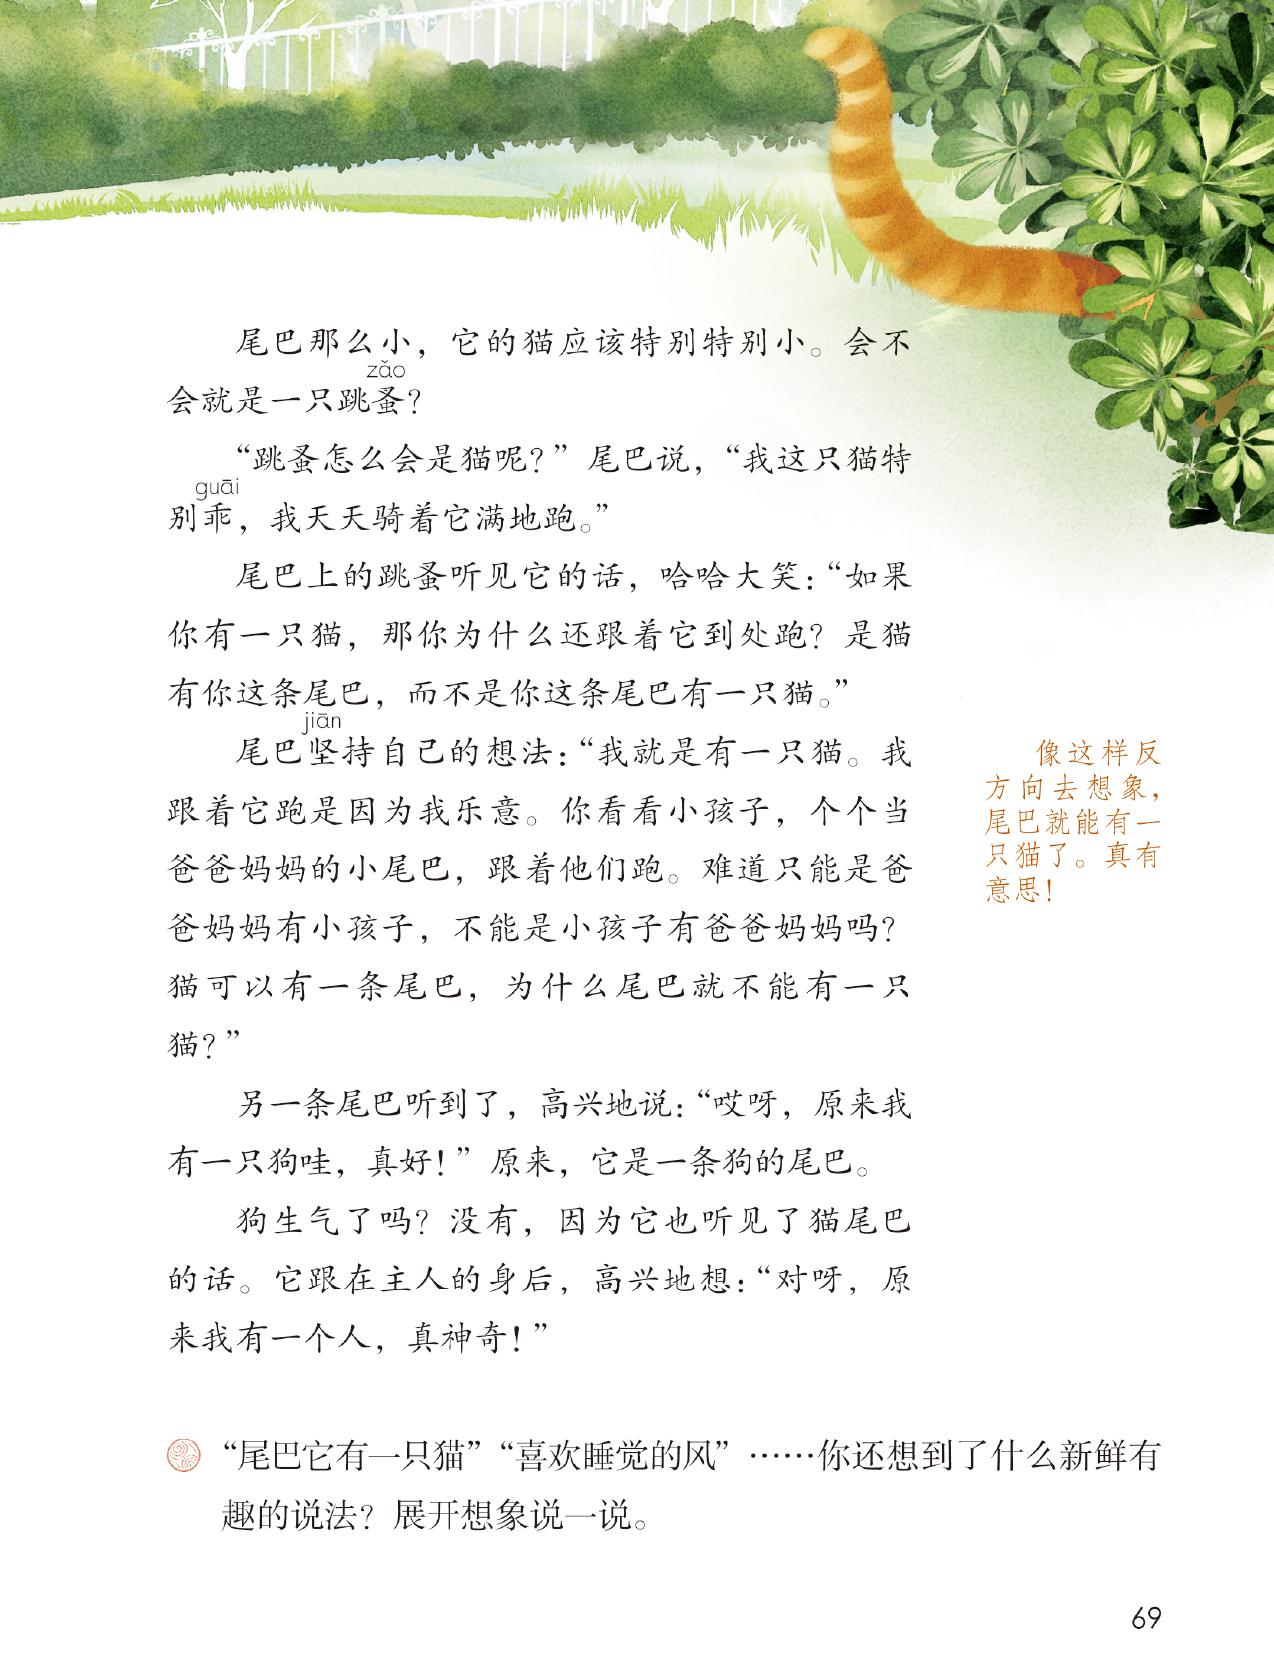 尾巴那么小，它的猫应该特别特别小。会不
zǎo
会就是一只跳蚤？
“跳蚤怎么会是猫呢？”尾巴说，“我这只猫特
guāi
别乖，我天天骑着它满地跑。”
尾巴上的跳蚤听见它的话，哈哈大笑：“如果
你有一只猫，那你为什么还跟着它到处跑？是猫
有你这条尾巴，而不是你这条尾巴有一只猫。”
jiān
尾巴坚持自己的想法：“我就是有一只猫。我
跟着它跑是因为我乐意。你看看小孩子，个个当
爸爸妈妈的小尾巴，跟着他们跑。难道只能是爸
爸妈妈有小孩子，不能是小孩子有爸爸妈妈吗？
猫可以有一条尾巴，为什么尾巴就不能有一只
猫？”
另一条尾巴听到了，高兴地说：“哎呀，原来我
有一只狗哇，真好！”原来，它是一条狗的尾巴。
狗生气了吗？没有，因为它也听见了猫尾巴
的话。它跟在主人的身后，高兴地想：“对呀，原
来我有一个人，真神奇！”
像这样反
方向去想象，
尾巴就能有一
只猫了。真有
意思！
“尾巴它有一只猫”“喜欢睡觉的风”……你还想到了什么新鲜有
趣的说法？展开想象说一说。
69